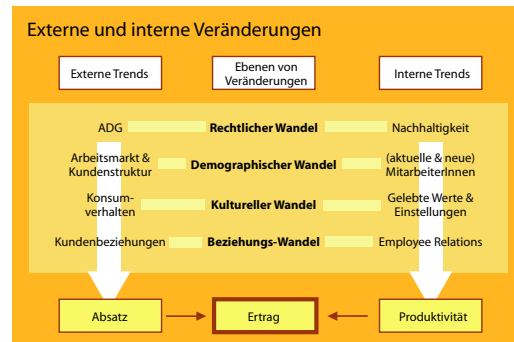 Externe und interne Veränderungen
Externe Trends
Ebenen von
Veränderungen
Interne Trends
ADG
Rechtlicher Wandel
Nachhaltigkeit
Arbeitsmarkt &
Kundenstruktur
Demographischer Wandel
(aktuelle & neue)
MitarbeiterInnen
Konsum-
verhalten
Kultureller Wandel
Gelebte Werte &
Einstellungen
Kundenbeziehungen
Beziehungs-Wandel
Employee Relations
Absatz
Ertrag
Produktivität